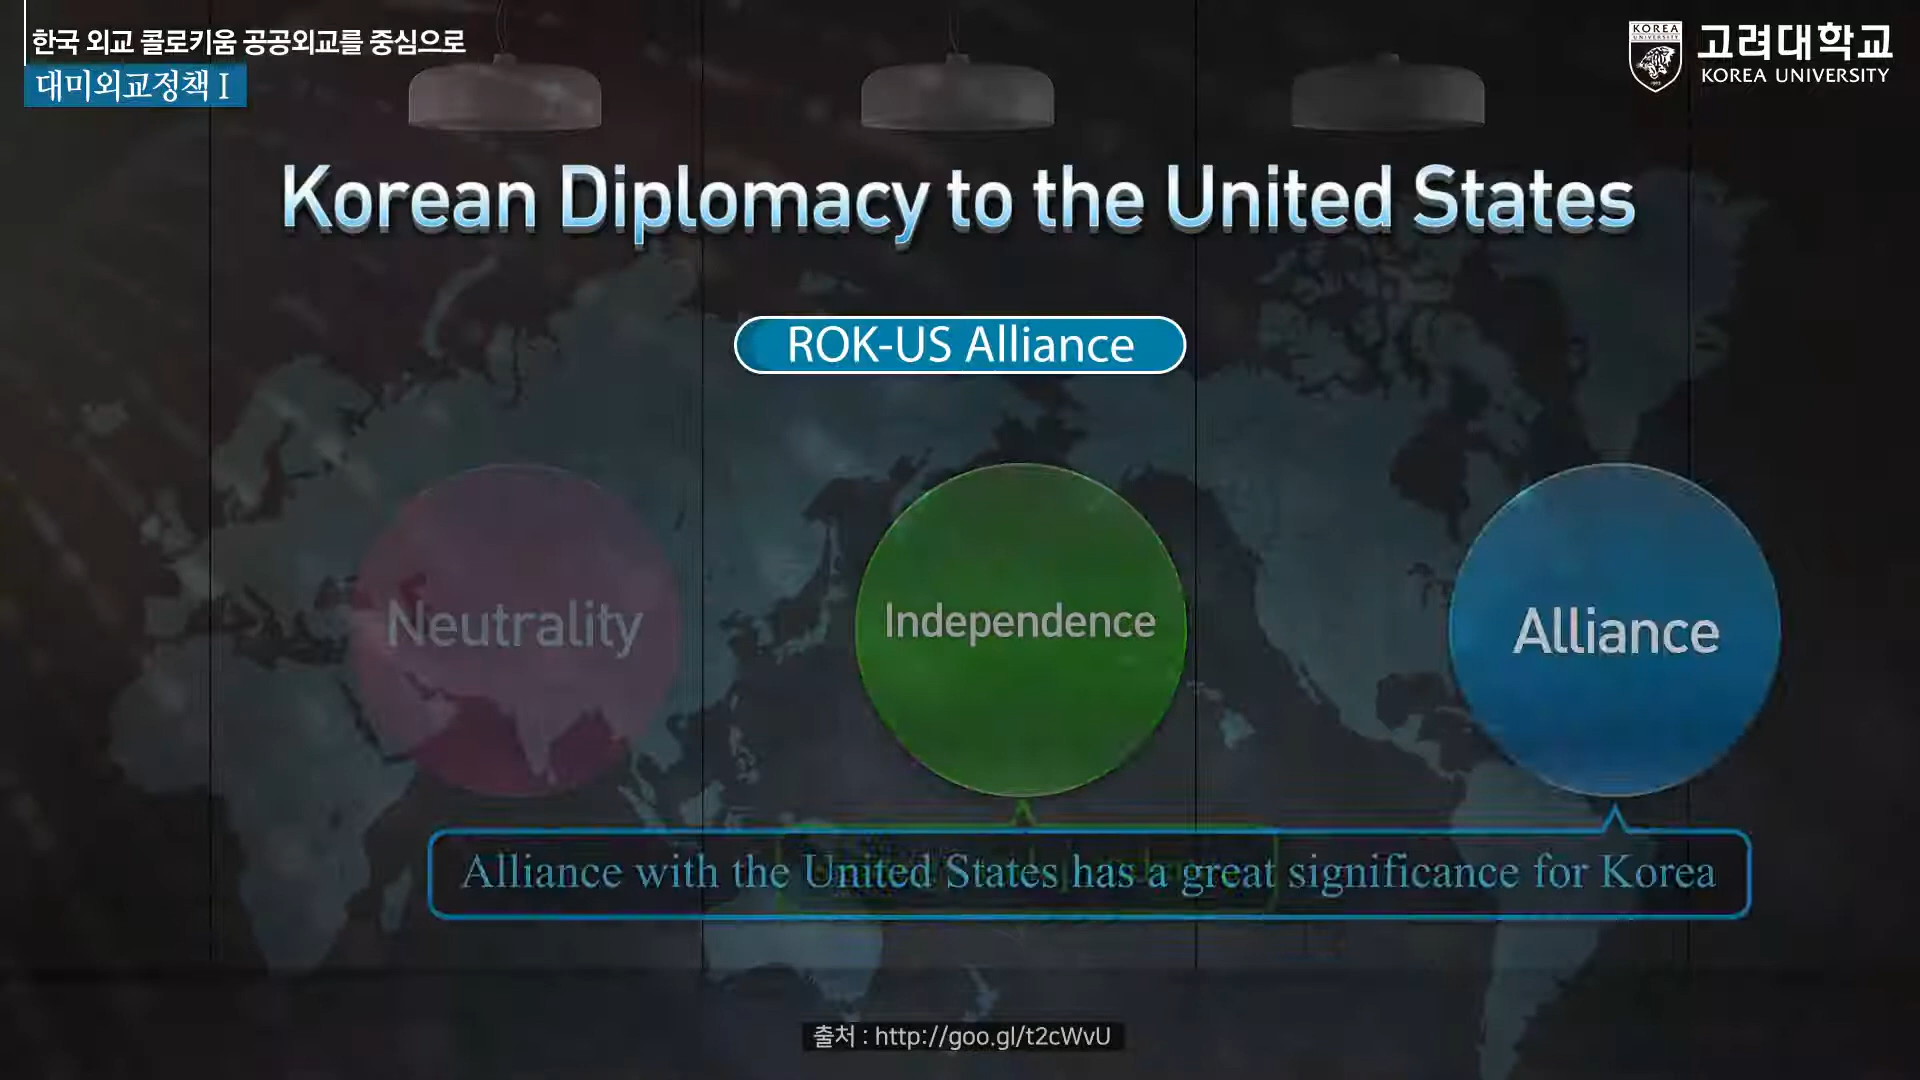 한국 외교 콜로키움 공공외교를 중심으로
대미외교정책 I
KOREA
UNIVERSITY
고려대학교
KOREA UNIVERSITY
Korean Diplomacy to the United States
ROK-US Alliance
Neutrality
Independence
Alliance
Alliance with the United States has a great significance for Korea
출처 : http://goo.gl/t2cWvU